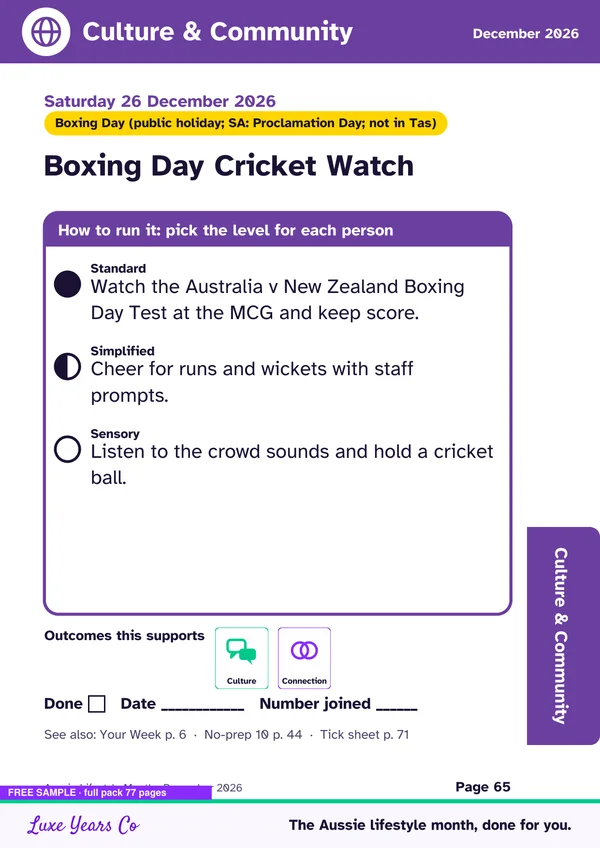 Culture & Community
December 2026
Saturday 26 December 2026
Boxing Day (public holiday; SA: Proclamation Day; not in Tas)
Boxing Day Cricket Watch
How to run it: pick the level for each person
Standard
Watch the Australia v New Zealand Boxing
Day Test at the MCG and keep score.
Simplified
Cheer for runs and wickets with staff
prompts.
Sensory
Listen to the crowd sounds and hold a cricket
ball.
Culture & Community
Outcomes this supports
Culture
Connection
Done
Date ____________
Number joined ______
See also: Your Week p. 6 · No-prep 10 p. 44 · Tick sheet p. 71
2026
Page 65
FREE SAMPLE · full pack 77 pages
Luxe Years Co
The Aussie lifestyle month, done for you.